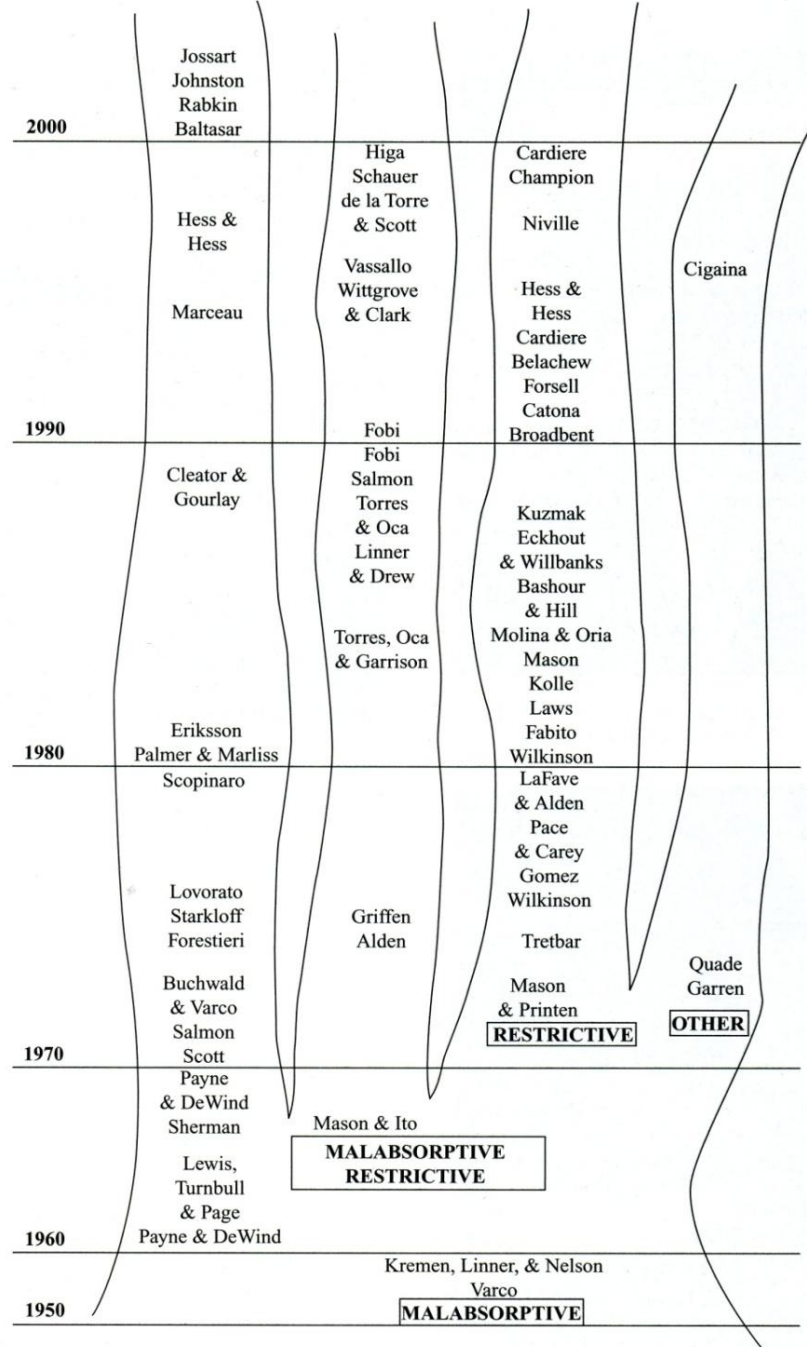 Jossart
Johnston
Rabkin
Baltasar
2000
Higa
Schauer
de la Torre
& Scott
Cardiere
Champion
Hess &
Hess
Niville
Vassallo
Wittgrove
& Clark
Cigaina
Marceau
Hess &
Hess
Cardiere
Belachew
Forsell
Catona
Broadbent
Fobi
1990
Cleator &
Gourlay
Fobi
Salmon
Torres
& Oca
Linner
& Drew
Kuzmak
Eckhout
& Willbanks
Bashour
& Hill
Molina & Oria
Mason
Kolle
Laws
Fabito
Wilkinson
Torres, Oca
& Garrison
Eriksson
Palmer & Marliss
1980
Scopinaro
LaFave
& Alden
Pace
& Carey
Gomez
Wilkinson
Lovorato
Starkloff
Forestieri
Griffen
Alden
Tretbar
Buchwald
& Varco
Salmon
Scott
Mason
& Printen
RESTRICTIVE
Quade
Garren
OTHER
1970
Payne
& DeWind
Sherman
Mason & Ito
MALABSORPTIVE
RESTRICTIVE
Lewis,
Turnbull
& Page
Payne & DeWind
1960
Kremen, Linner, & Nelson
Varco
MALABSORPTIVE
1950